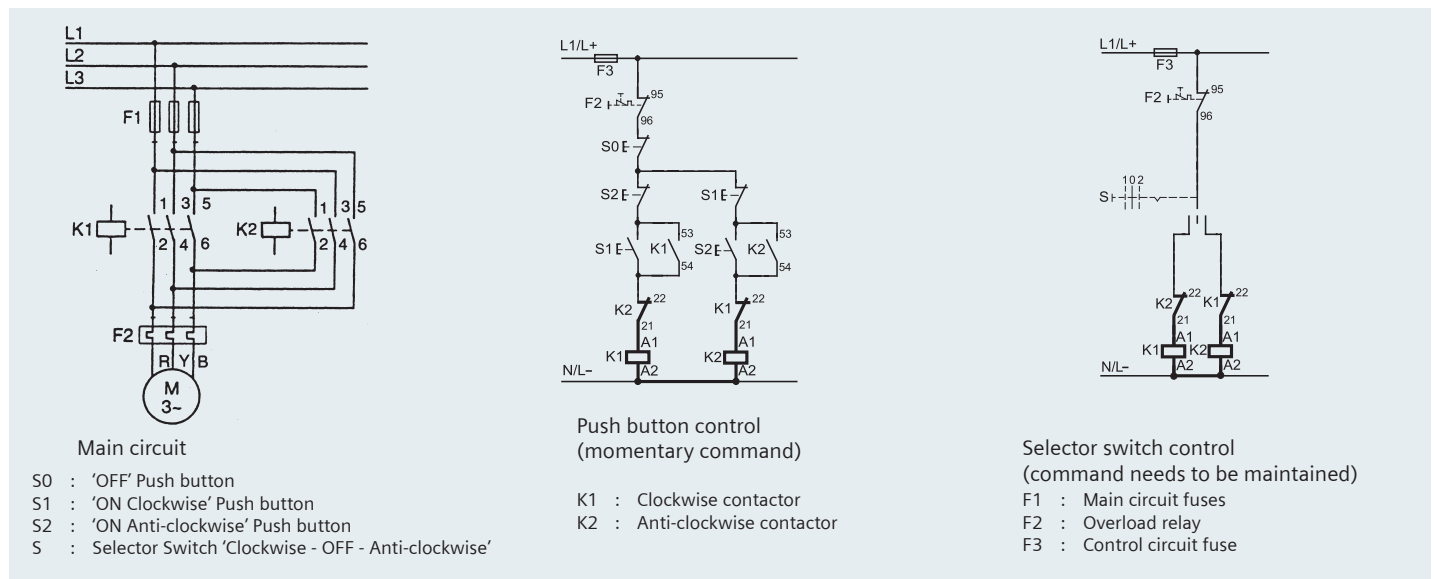 L1
L2
L3
F1
K1
1 3 5
2 4 6
K2
1 3 5
2 4 6
F2
R Y B
M
3~
Main circuit
S0 : ‘OFF’ Push button
S1 : ‘ON Clockwise’ Push button
S2 : ‘ON Anti-clockwise’ Push button
S : Selector Switch ‘Clockwise - OFF - Anti-clockwise’
L1/L+
F3
F2
95
96
S0
S2
S1
S1
K1
53
54
S2
K2
53
54
K2
22
21
K1
22
21
K1
A1
A2
K2
A1
A2
N/L–
Push button control
(momentary command)
K1 : Clockwise contactor
K2 : Anti-clockwise contactor
L1/L+
F3
F2
95
96
S
1 0 2
K2
22
21
K1
22
21
K1
A1
A2
K2
A1
A2
N/L–
Selector switch control
(command needs to be maintained)
F1 : Main circuit fuses
F2 : Overload relay
F3 : Control circuit fuse